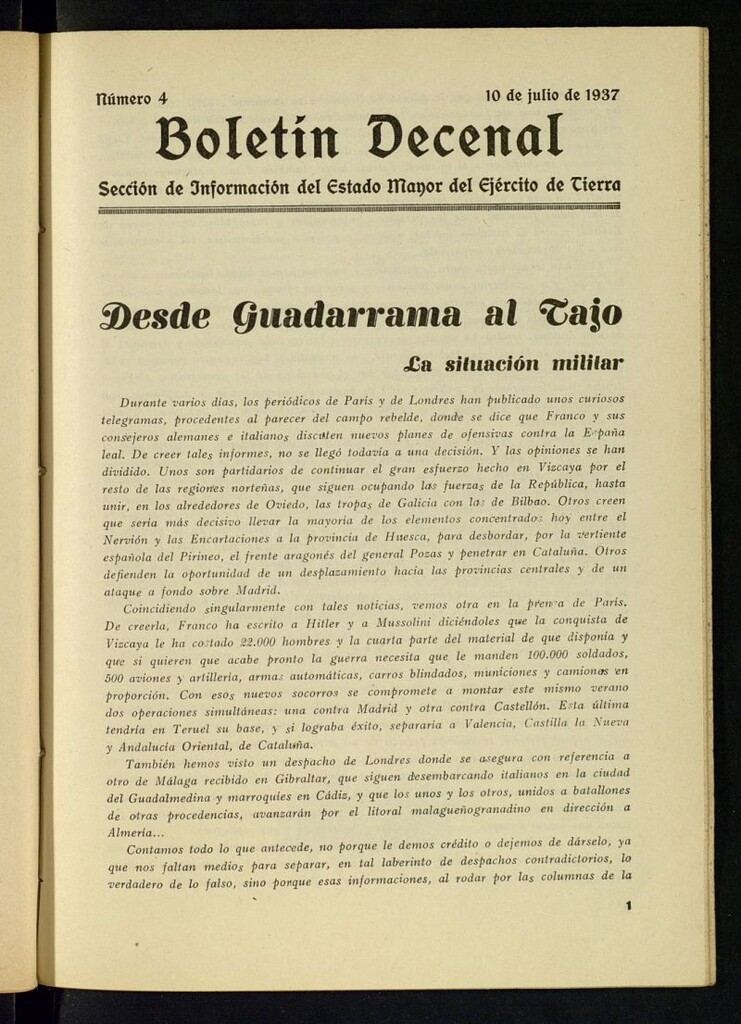 Número 4
10 de julio de 1937
Boletín Decenal
Sección de Información del Estado Mayor del Ejército de Tierra
Desde Guadarrama al Tajo
La situación militar
Durante varios días, los periódicos de París y de Londres han publicado unos curiosos
telegramas, procedentes al parecer del campo rebelde, donde se dice que Franco y sus
consejeros alemanes e italianos discuten nuevos planes de ofensivas contra la España
leal. De creer tales informes, no se llegó todavía a una decisión. Y las opiniones se han
dividido. Unos son partidarios de continuar el gran esfuerzo hecho en Vizcaya por el
resto de las regiones norteñas, que siguen ocupando las fuerzas de la República, hasta
unir, en los alrededores de Oviedo, las tropas de Galicia con las de Bilbao. Otros creen
que sería más decisivo llevar la mayoría de los elementos concentrados hoy entre el
Nervión y las Encartaciones a la provincia de Huesca, para desbordar, por la vertiente
española del Pirineo, el frente aragonés del general Pozas y penetrar en Cataluña. Otros
defienden la oportunidad de un desplazamiento hacia las provincias centrales y de un
ataque a fondo sobre Madrid.
Coincidiendo singularmente con tales noticias, vemos otra en la prensa de París.
De creerla, Franco ha escrito a Hitler y a Mussolini diciéndoles que la conquista de
Vizcaya le ha costado 22.000 hombres y la cuarta parte del material de que disponía y
que si quieren que acabe pronto la guerra necesita que le manden 100.000 soldados,
500 aviones y artillería, armas automáticas, carros blindados, municiones y camiones en
proporción. Con esos nuevos socorros se compromete a montar este mismo verano
dos operaciones simultáneas: una contra Madrid y otra contra Castellón. Esta última
tendría en Teruel su base, y si lograba éxito, separaría a Valencia, Castilla la Nueva
y Andalucía Oriental, de Cataluña.
También hemos visto un despacho de Londres donde se asegura con referencia a
otro de Málaga recibido en Gibraltar, que siguen desembarcando italianos en la ciudad
del Guadalmedina y marroquíes en Cádiz, y que los unos y los otros, unidos a batallones
de otras procedencias, avanzarán por el litoral malagueñogranadino en dirección a
Almería...
Contamos todo lo que antecede, no porque le demos crédito o dejemos de dárselo, ya
que nos faltan medios para separar, en tal laberinto de despachos contradictorios, lo
verdadero de lo falso, sino porque esas informaciones, al rodar por las columnas de la
1